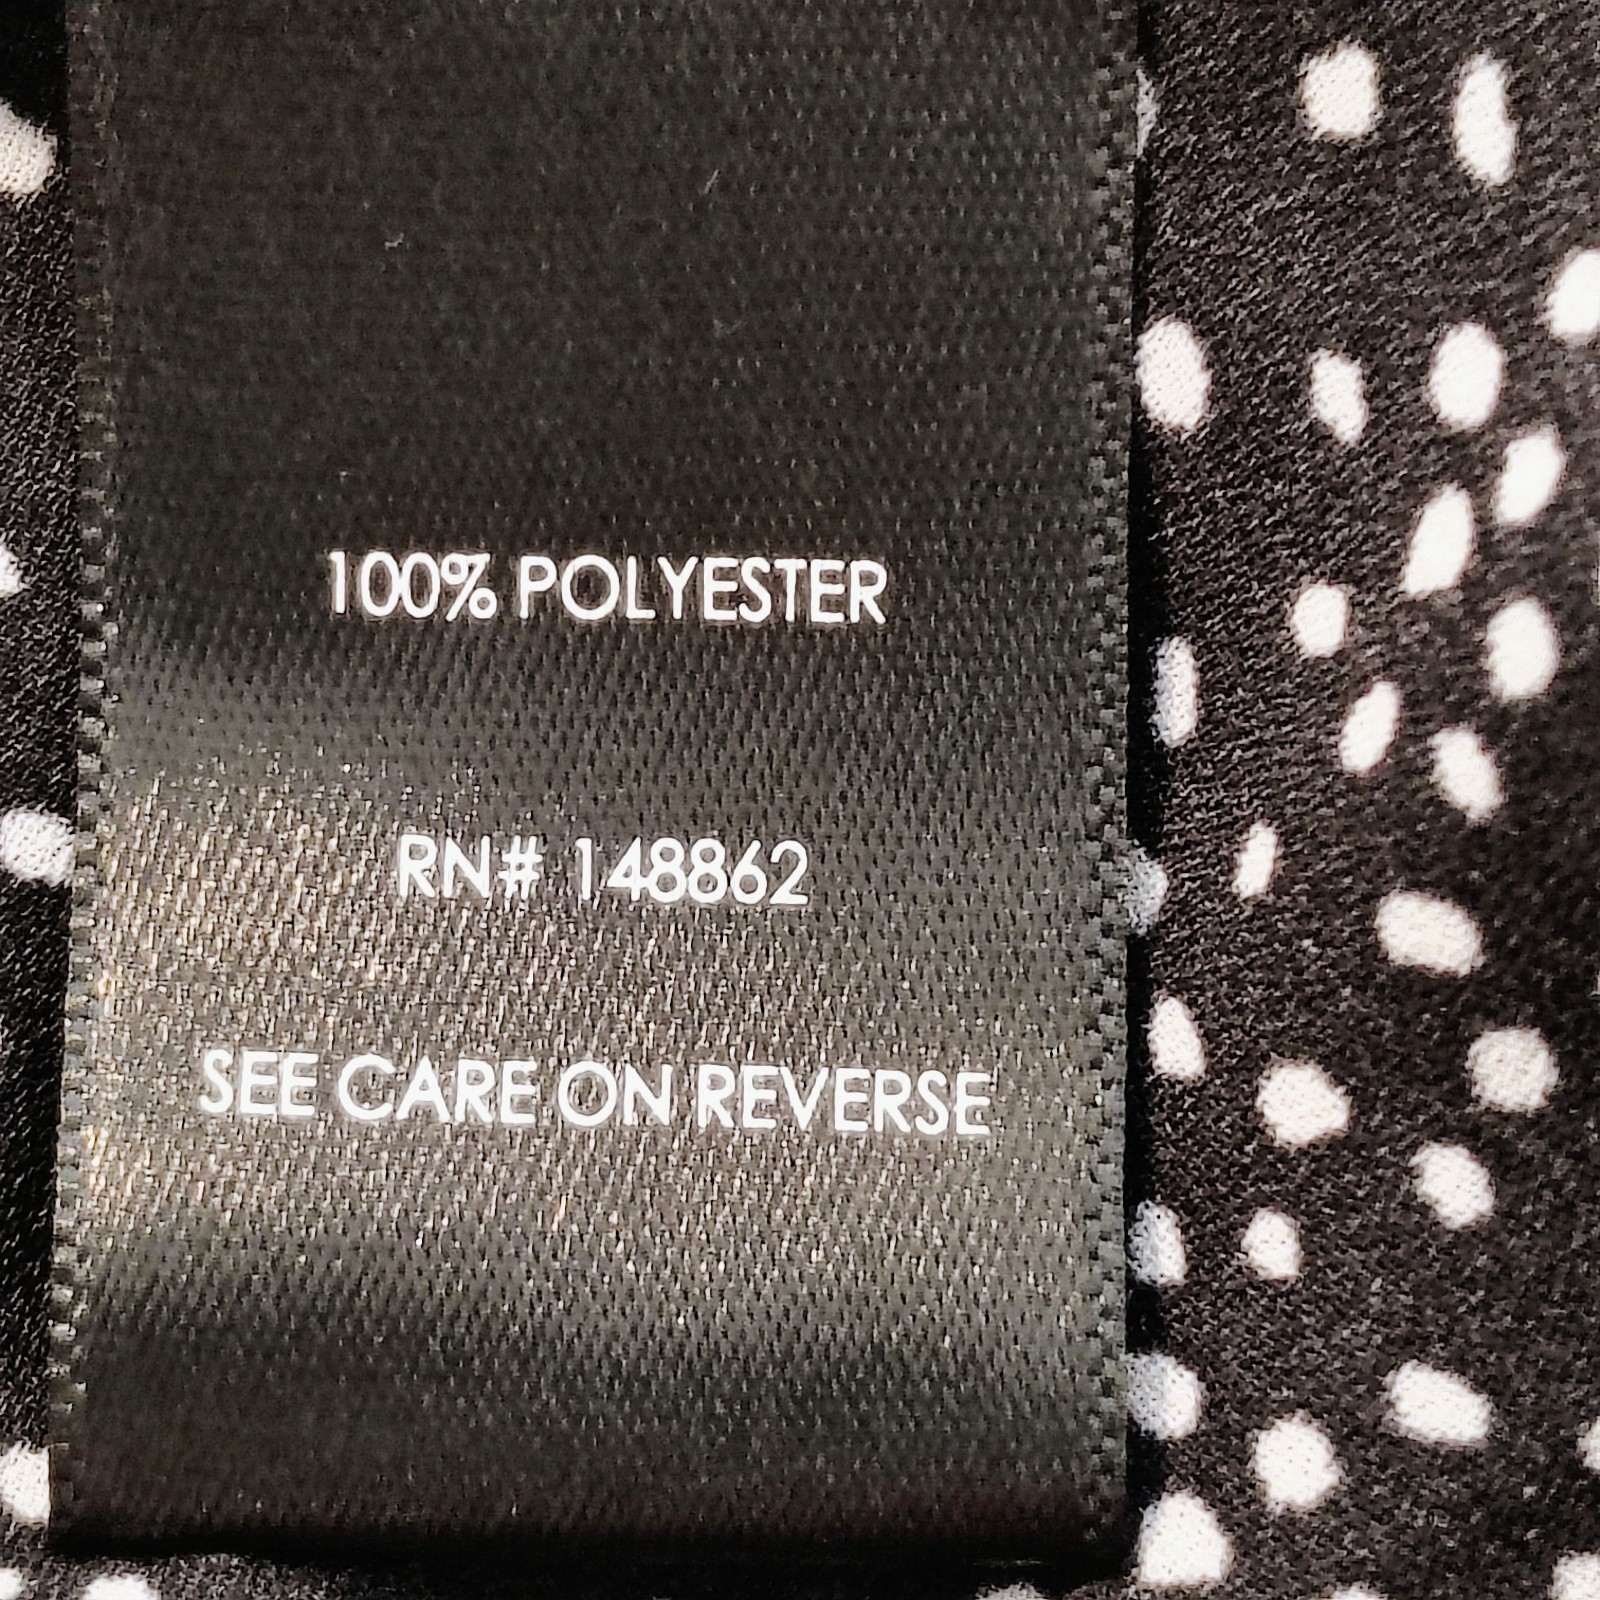 100% POLYESTER
RN# 148862
SEE CARE ON REVERSE